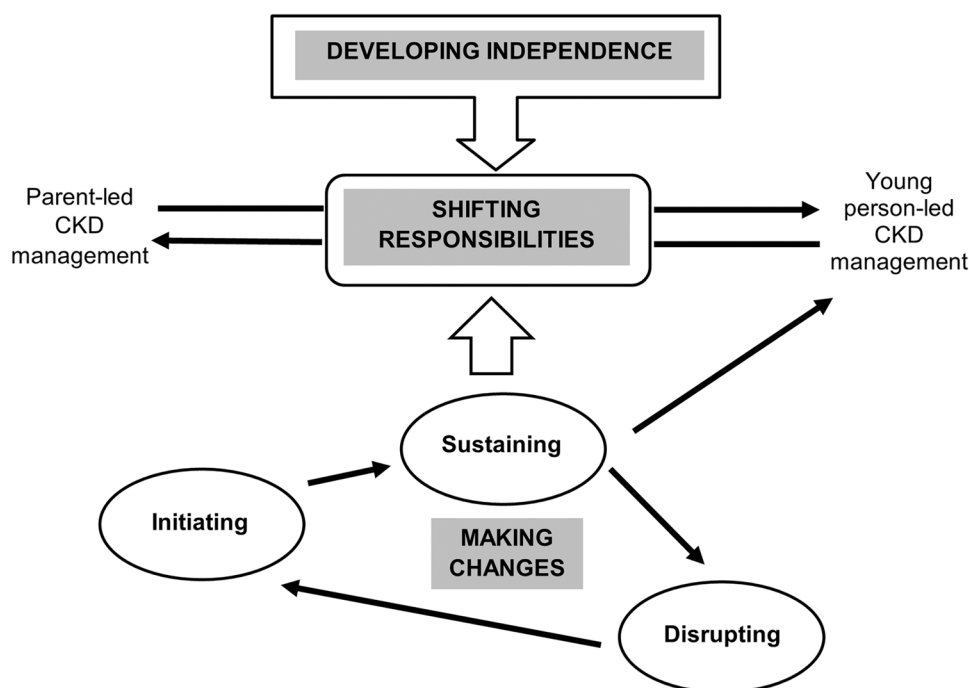 DEVELOPING INDEPENDENCE
Parent-led
CKD
management
SHIFTING
RESPONSIBILITIES
Young
person-led
CKD
management
Sustaining
Initiating
MAKING
CHANGES
Disrupting